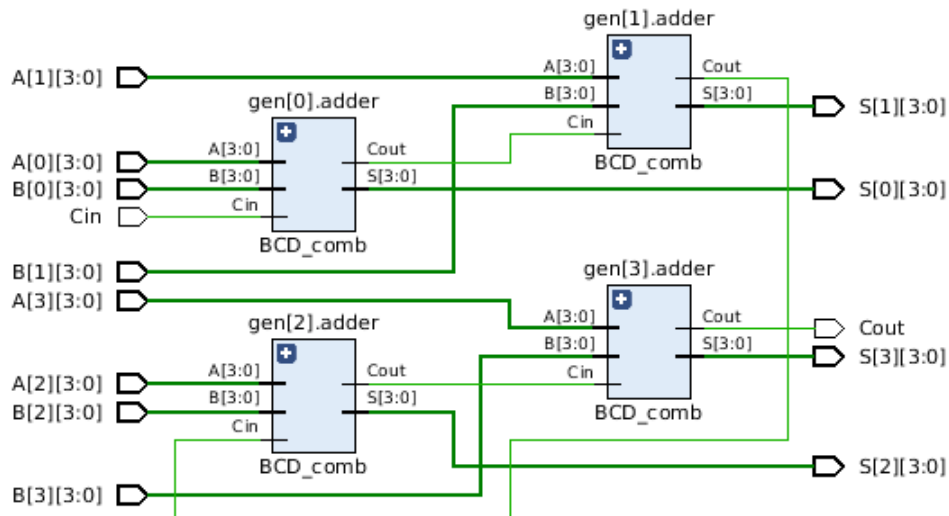 gen[1].adder
A[1][3:0]
A[3:0]
Cout
B[3:0]
S[3:0]
S[1][3:0]
Cin
BCD_comb
gen[0].adder
A[0][3:0]
A[3:0]
Cout
B[0][3:0]
B[3:0]
S[3:0]
S[0][3:0]
Cin
Cin
BCD_comb
B[1][3:0]
gen[3].adder
A[3][3:0]
A[3:0]
Cout
Cout
B[3:0]
S[3:0]
S[3][3:0]
Cin
BCD_comb
gen[2].adder
A[2][3:0]
A[3:0]
Cout
B[2][3:0]
B[3:0]
S[3:0]
Cin
BCD_comb
S[2][3:0]
B[3][3:0]